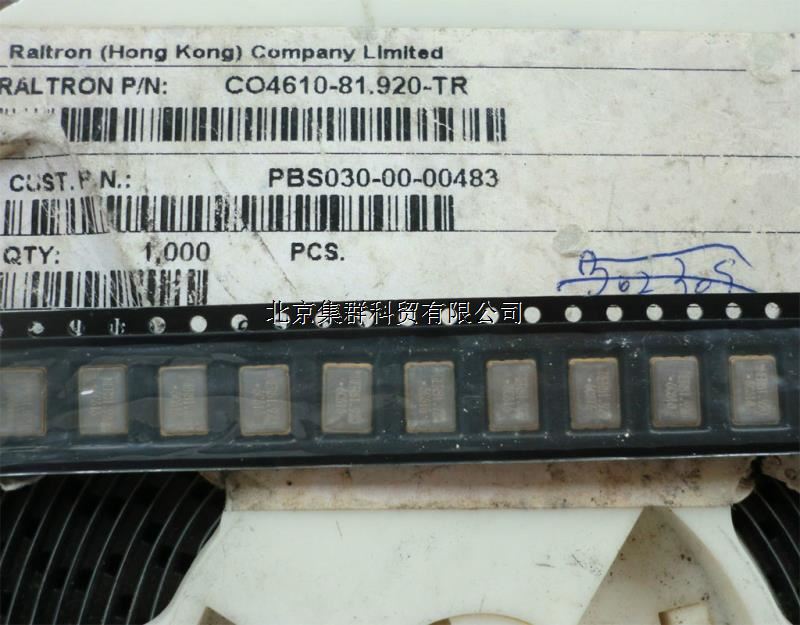 Raltron (Hong Kong) Company Limited
RALTRON P/N: CO4610-81.920-TR
CUST.P.N.: PBS030-00-00483
QTY: 1,000 PCS.
北京集群科贸有限公司